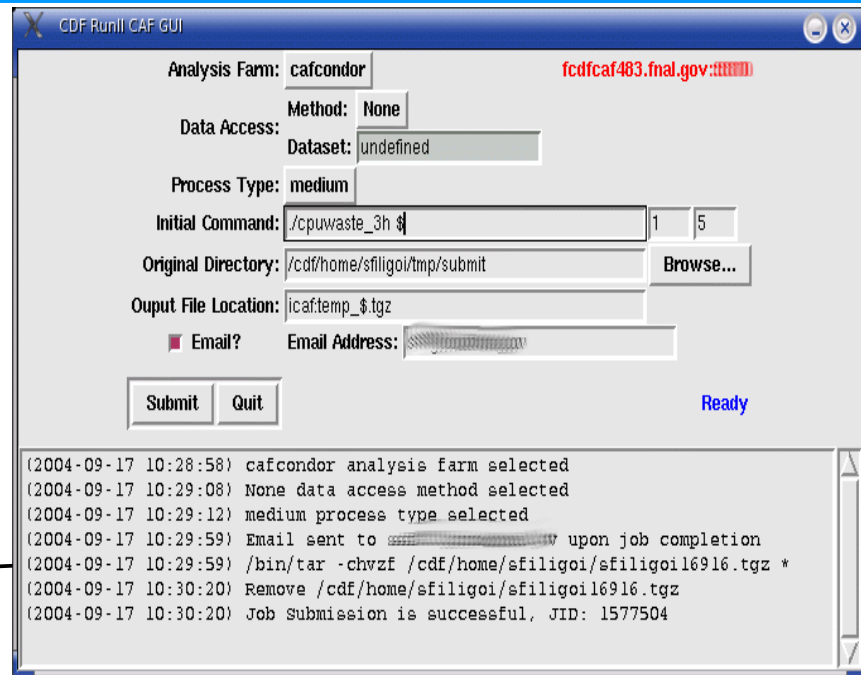 CDF RunII CAF GUI
Analysis Farm: cafcondor fcdfcaf483.fnal.gov:
Data Access: Method: None
Dataset: undefined
Process Type: medium
Initial Command: ./cpuwaste_3h $ 1 5
Original Directory: /cdf/home/sfiligoi/tmp/submit Browse...
Ouput File Location: icaf:temp_$.tgz
Email? Email Address:
Submit Quit Ready
(2004-09-17 10:28:58) cafcondor analysis farm selected
(2004-09-17 10:29:08) None data access method selected
(2004-09-17 10:29:12) medium process type selected
(2004-09-17 10:29:59) Email sent to upon job completion
(2004-09-17 10:29:59) /bin/tar -chvzf /cdf/home/sfiligoi/sfiligoi16916.tgz *
(2004-09-17 10:30:20) Remove /cdf/home/sfiligoi/sfiligoi16916.tgz
(2004-09-17 10:30:20) Job Submission is successful, JID: 1577504